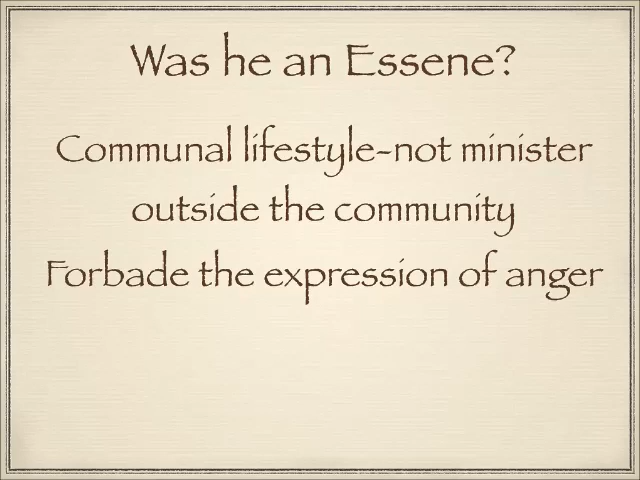 Was he an Essene?
Communal lifestyle-not minister
outside the community
Forbade the expression of anger